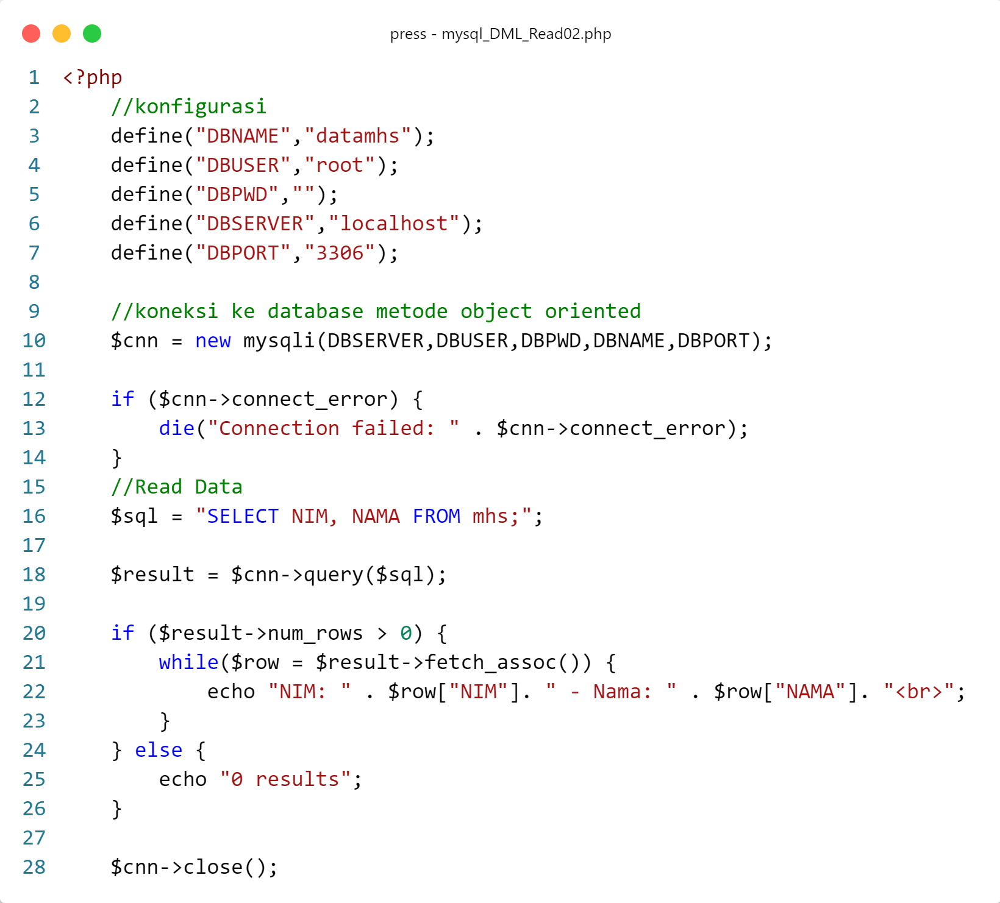 press - mysql_DML_Read02.php
1 <?php
2     //konfigurasi
3     define("DBNAME","datamhs");
4     define("DBUSER","root");
5     define("DBPWD","");
6     define("DBSERVER","localhost");
7     define("DBPORT","3306");
8
9     //koneksi ke database metode object oriented
10     $cnn = new mysqli(DBSERVER,DBUSER,DBPWD,DBNAME,DBPORT);
11
12     if ($cnn->connect_error) {
13         die("Connection failed: " . $cnn->connect_error);
14     }
15     //Read Data
16     $sql = "SELECT NIM, NAMA FROM mhs;";
17
18     $result = $cnn->query($sql);
19
20     if ($result->num_rows > 0) {
21         while($row = $result->fetch_assoc()) {
22             echo "NIM: " . $row["NIM"]. " - Nama: " . $row["NAMA"]. "<br>";
23         }
24     } else {
25         echo "0 results";
26     }
27
28     $cnn->close();